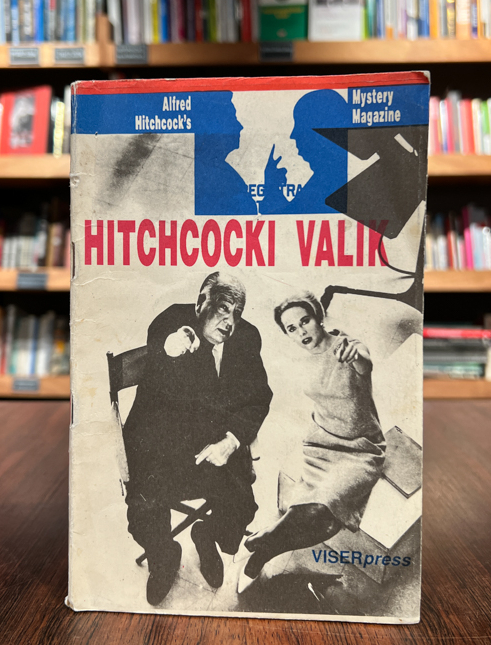 Alfred
Hitchcock's
Mystery
Magazine
HITCHCOCKI VALIK
VISERpress